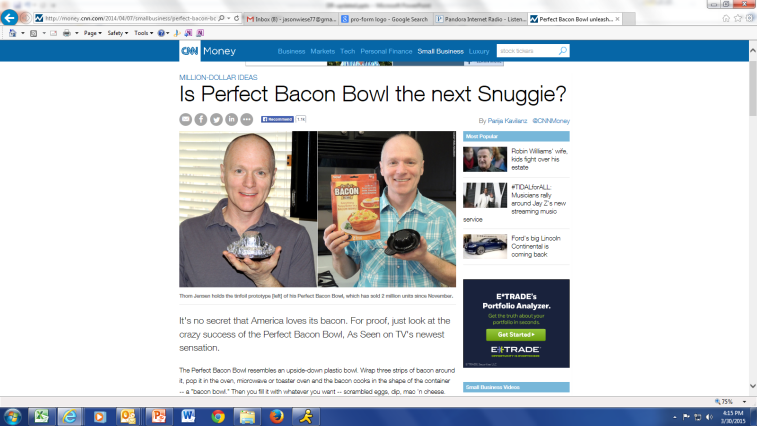 http://money.cnn.com/2014/04/07/smallbusiness/perfect-bacon-bo
Inbox (8) - jasonwiese77@gma...
pro-form logo - Google Search
Pandora Internet Radio - Listen...
Perfect Bacon Bowl unleash...
Page
Safety
Tools
CNN Money
Business Markets Tech Personal Finance Small Business Luxury
stock tickers
MILLION-DOLLAR IDEAS
Is Perfect Bacon Bowl the next Snuggie?
Recommend
By Parija Kavilanz @CNNMoney
BACON
Thom Jensen holds the tinfoil prototype [left] of his Perfect Bacon Bowl, which has sold 2 million units since November.
It's no secret that America loves its bacon. For proof, just look at the
crazy success of the Perfect Bacon Bowl, As Seen on TV's newest
sensation.
The Perfect Bacon Bowl resembles an upside-down plastic bowl. Wrap three strips of bacon around
it, pop it in the oven, microwave or toaster oven and the bacon cooks in the shape of the container
-- a "bacon bowl." Then you fill it with whatever you want -- scrambled eggs, dip, mac 'n cheese.
Most Popular
Robin Williams' wife,
kids fight over his
estate
#TIDALforALL:
Musicians rally
around Jay Z's new
streaming music
service
Ford's big Lincoln
Continental is
coming back
E*TRADE's
Portfolio Analyzer.
Get the truth about your
portfolio in seconds.
Get Started
E*TRADE
Small Business Videos
75%
4:15 PM
3/30/2015